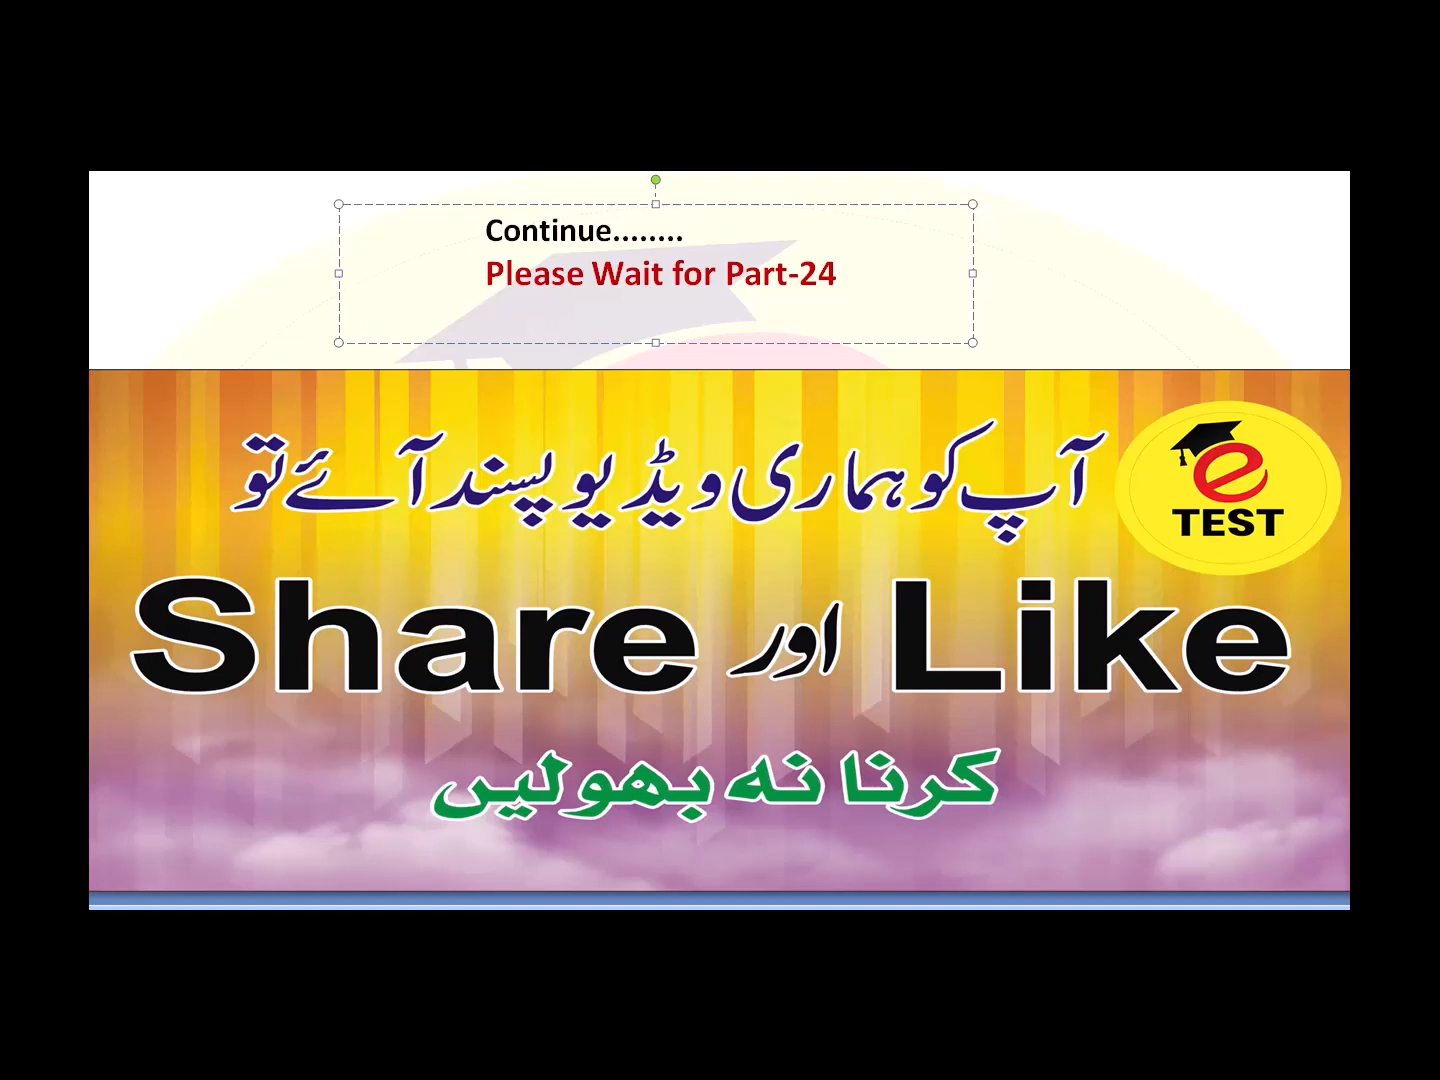 Continue........
Please Wait for Part-24
آپ کو ہماری ویڈیو پسند آئے تو
e
TEST
Like اور Share
کرنا نہ بھولیں